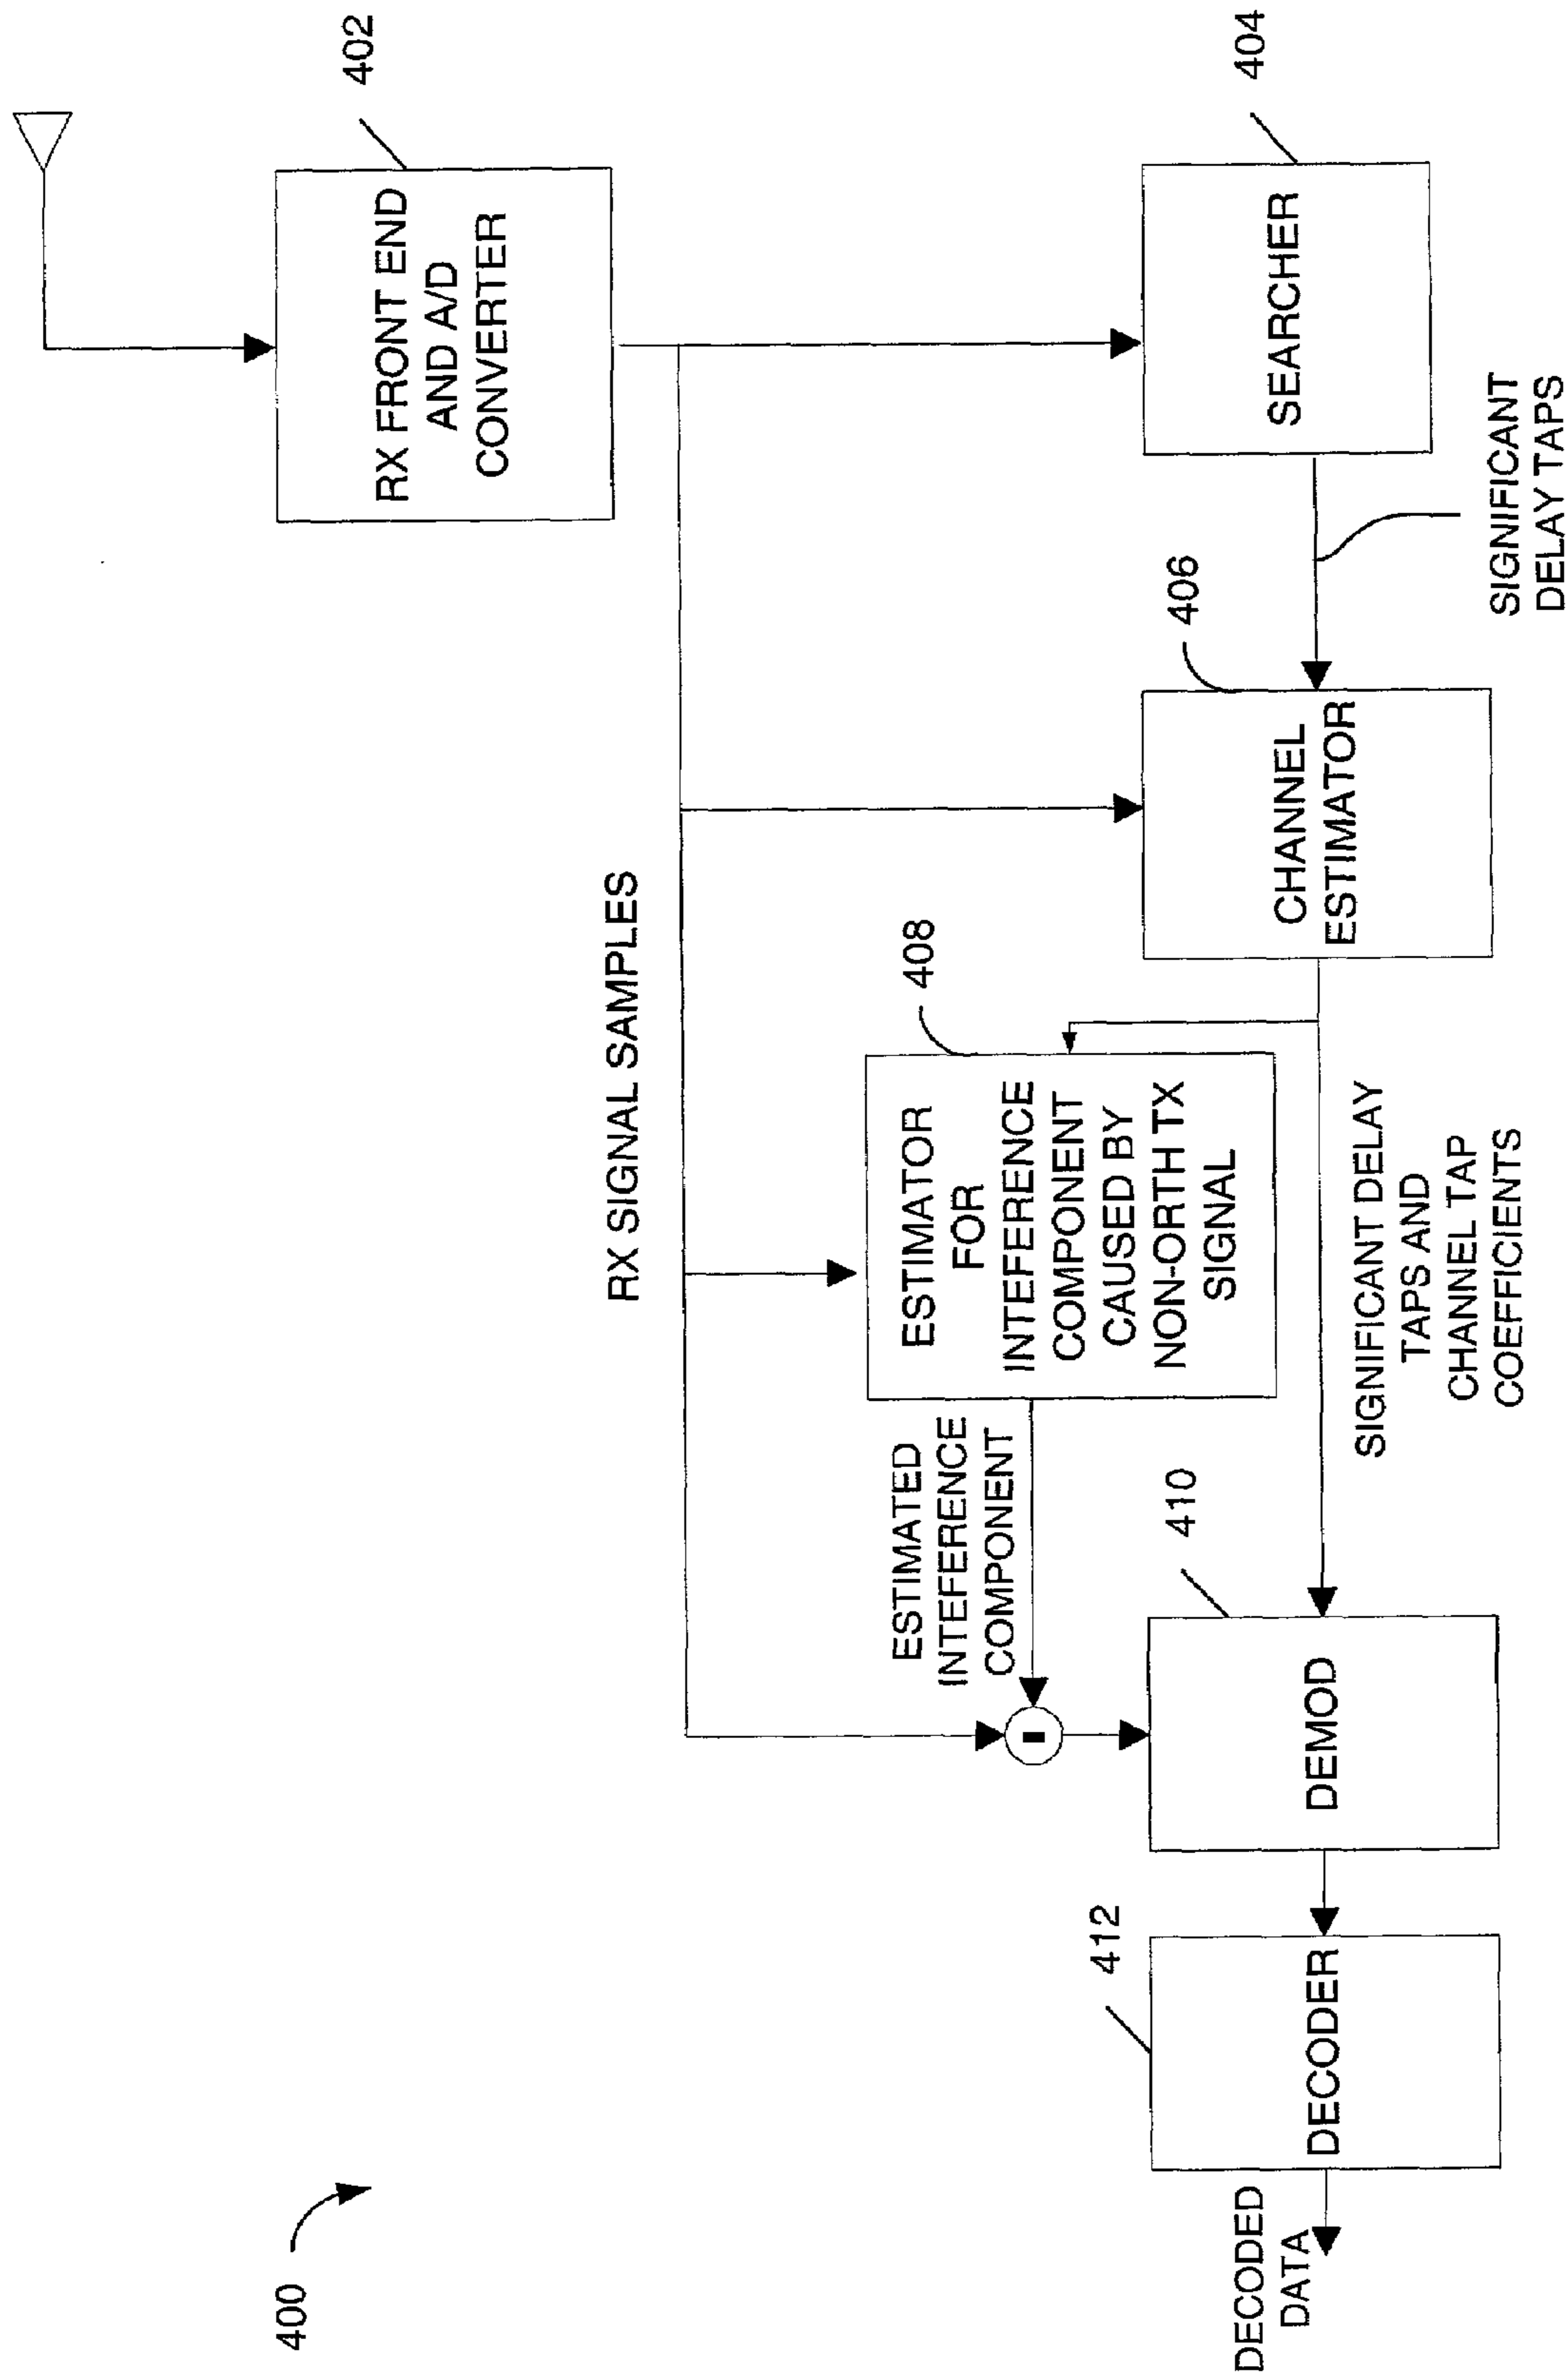 400
402
RX FRONT END
AND A/D
CONVERTER
RX SIGNAL SAMPLES
404
SEARCHER
SIGNIFICANT
DELAY TAPS
406
CHANNEL
ESTIMATOR
408
ESTIMATOR
FOR
INTEFERENCE
COMPONENT
CAUSED BY
NON-ORTH TX
SIGNAL
ESTIMATED
INTEFERENCE
COMPONENT
SIGNIFICANT DELAY
TAPS AND
CHANNEL TAP
COEFFICIENTS
410
DEMOD
412
DECODER
DECODED
DATA